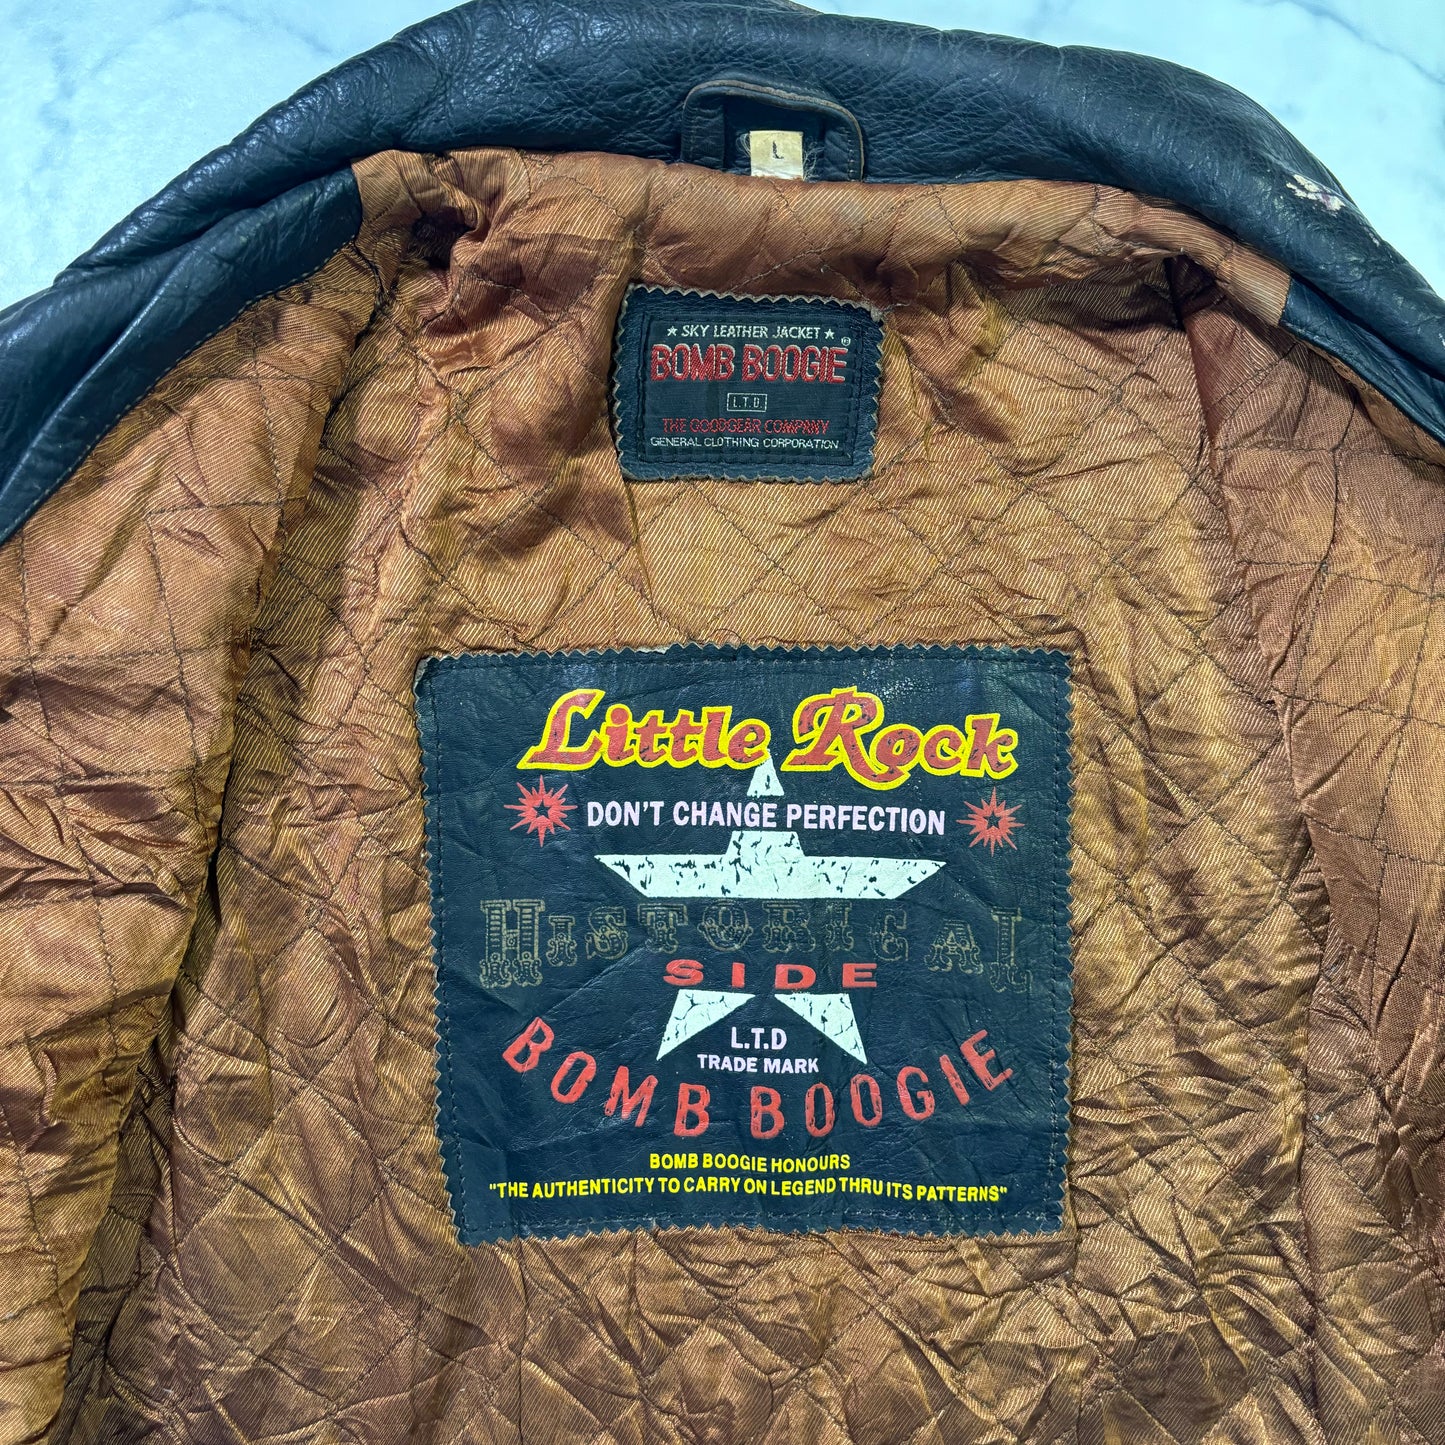 L
★ SKY LEATHER JACKET ★
BOMB BOOGIE ®
L.T.D.
THE GOODGEAR COMPANY
GENERAL CLOTHING CORPORATION
Little Rock
DON'T CHANGE PERFECTION
HISTORICAL
SIDE
L.T.D
TRADE MARK
BOMB BOOGIE
BOMB BOOGIE HONOURS
"THE AUTHENTICITY TO CARRY ON LEGEND THRU ITS PATTERNS"